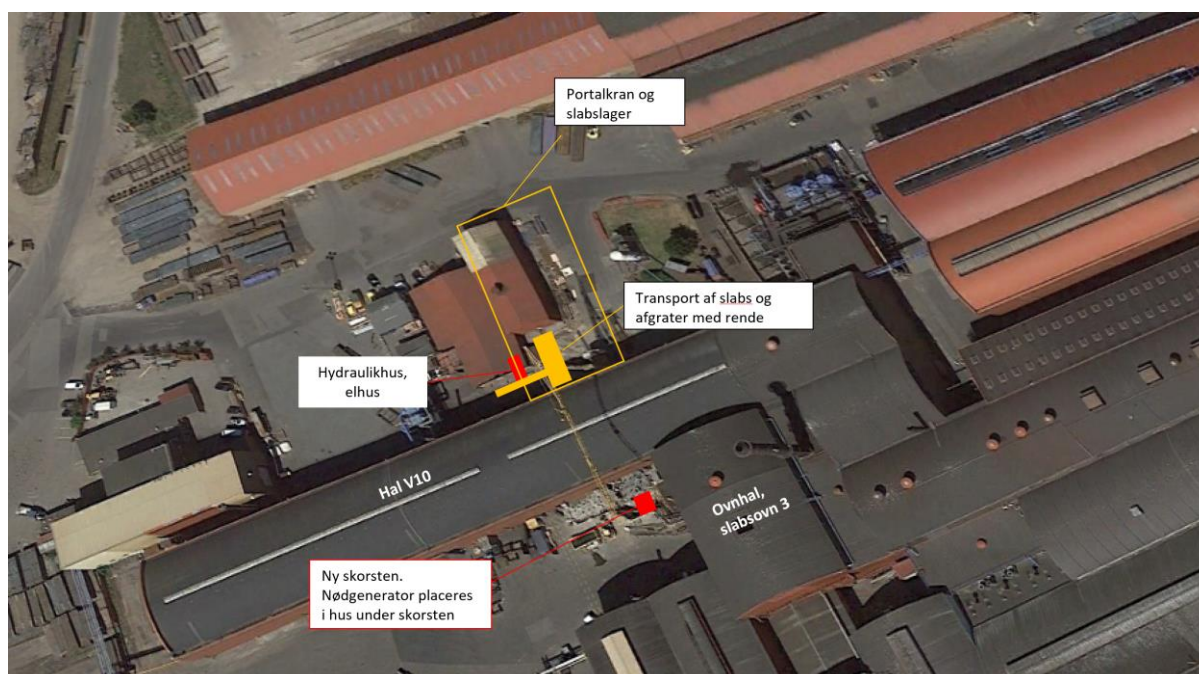 Portalkran og
slabslager
Transport af slabs og
afgrater med rende
Hydraulikhus,
elhus
Hal V10
Ovnhal,
slabsovn 3
Ny skorsten.
Nødgenerator placeres
i hus under skorsten